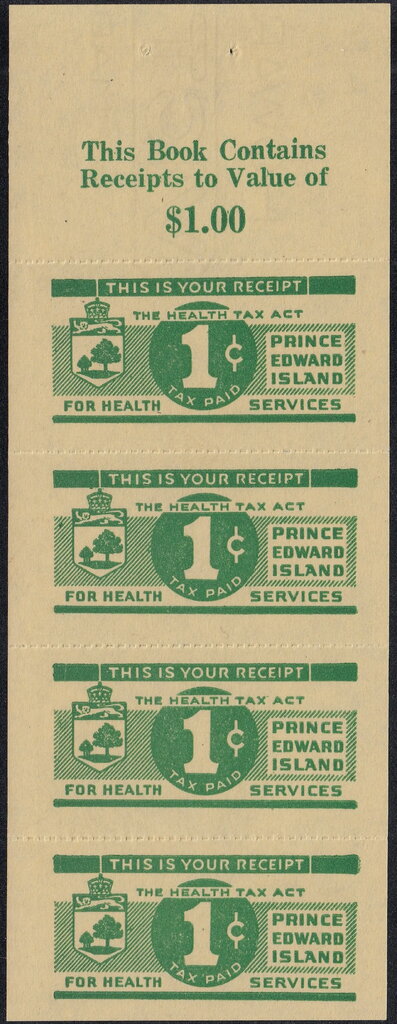 This Book Contains
Receipts to Value of
$1.00
THIS IS YOUR RECEIPT
THE HEALTH TAX ACT
1¢
TAX PAID
PRINCE
EDWARD
ISLAND
FOR HEALTH SERVICES
THIS IS YOUR RECEIPT
THE HEALTH TAX ACT
1¢
TAX PAID
PRINCE
EDWARD
ISLAND
FOR HEALTH SERVICES
THIS IS YOUR RECEIPT
THE HEALTH TAX ACT
1¢
TAX PAID
PRINCE
EDWARD
ISLAND
FOR HEALTH SERVICES
THIS IS YOUR RECEIPT
THE HEALTH TAX ACT
1¢
TAX PAID
PRINCE
EDWARD
ISLAND
FOR HEALTH SERVICES